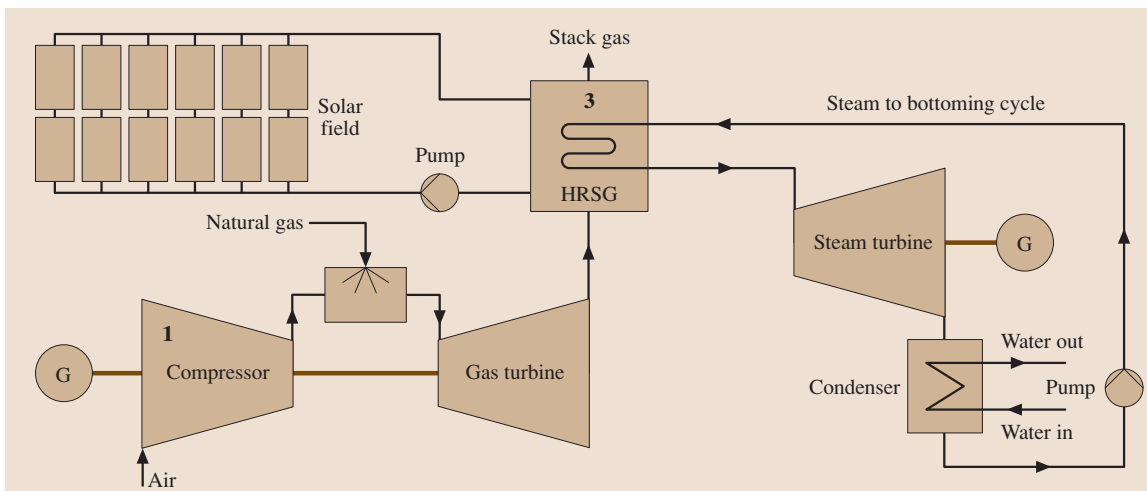 Stack gas
3
HRSG
Solar
field
Pump
Steam to bottoming cycle
Natural gas
Steam turbine
G
1
Compressor
Gas turbine
G
Air
Condenser
Water out
Pump
Water in